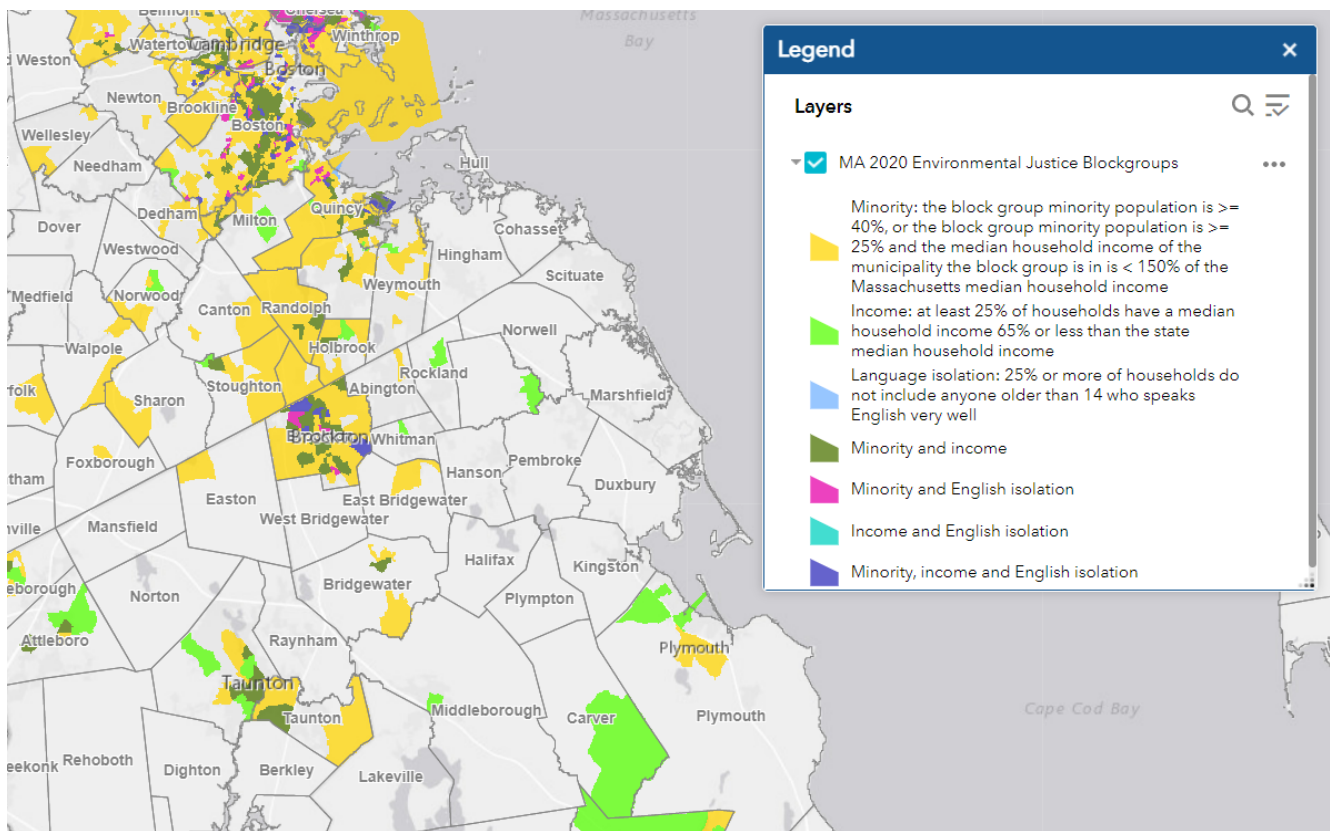 Massachusetts
Bay
Belmont
Chelsea
Winthrop
Watertown
Cambridge
Weston
Boston
Newton
Brookline
Boston
Wellesley
Needham
Hull
Quincy
Dedham
Milton
Dover
Cohasset
Westwood
Hingham
Scituate
Weymouth
Medfield
Norwood
Canton
Randolph
Norwell
Walpole
Holbrook
Rockland
folk
Stoughton
Abington
Sharon
Marshfield
Brockton
Whitman
Foxborough
Pembroke
Hanson
tham
Duxbury
Easton
East Bridgewater
West Bridgewater
nville
Mansfield
Halifax
Kingston
Bridgewater
eborough
Norton
Plympton
Attleboro
Raynham
Plymouth
Taunton
Taunton
Middleborough
Carver
Plymouth
Cape Cod Bay
eekonk
Rehoboth
Dighton
Berkley
Lakeville
Legend
Layers
MA 2020 Environmental Justice Blockgroups
Minority: the block group minority population is >=
40%, or the block group minority population is >=
25% and the median household income of the
municipality the block group is in is < 150% of the
Massachusetts median household income
Income: at least 25% of households have a median
household income 65% or less than the state
median household income
Language isolation: 25% or more of households do
not include anyone older than 14 who speaks
English very well
Minority and income
Minority and English isolation
Income and English isolation
Minority, income and English isolation